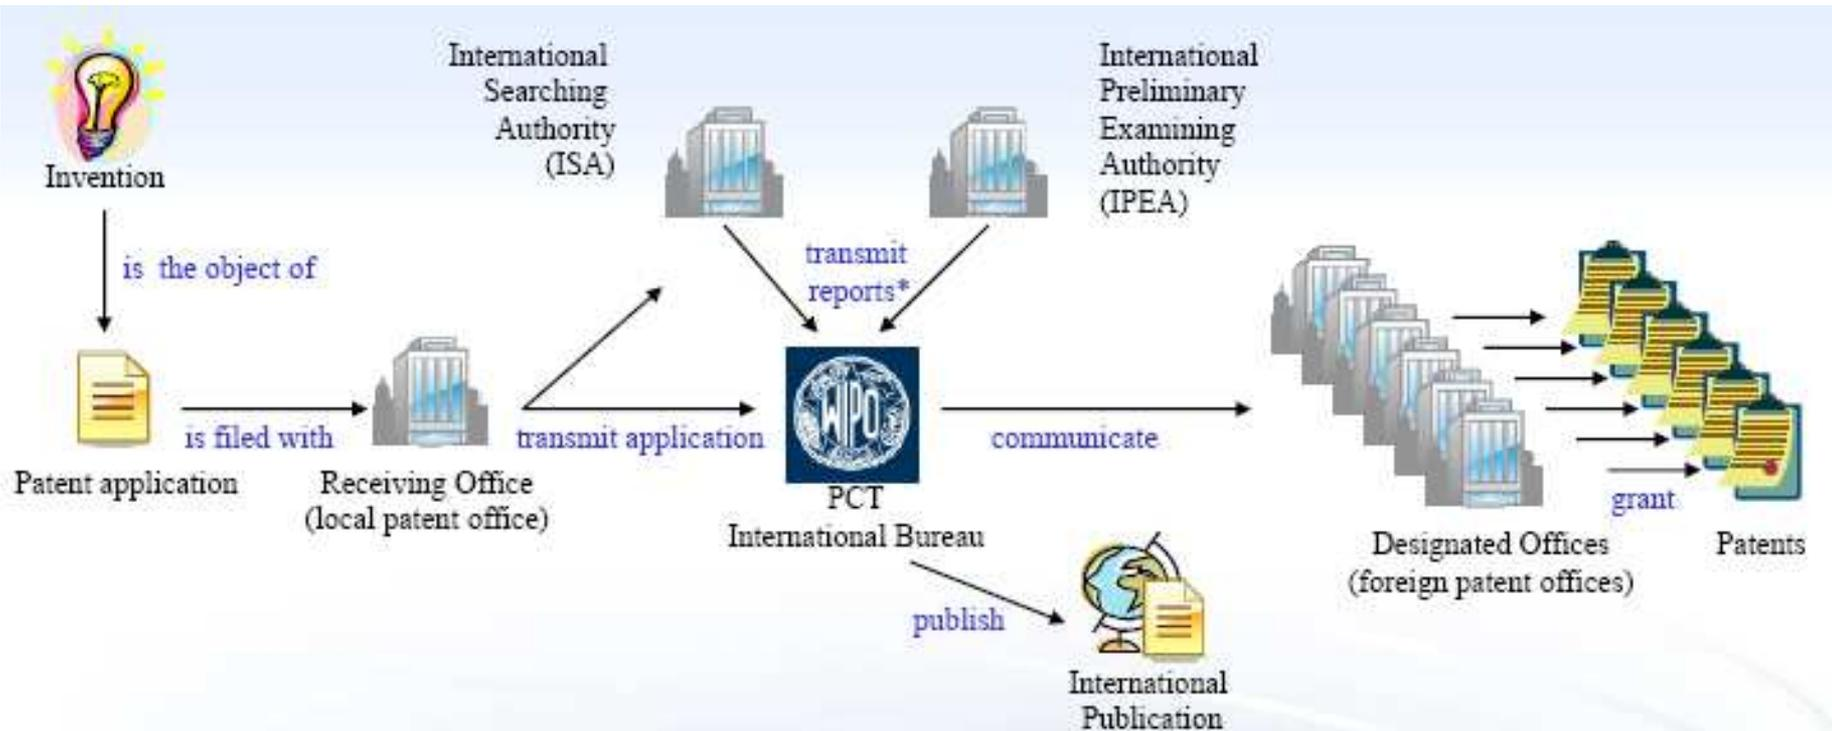 Invention
is the object of
Patent application
is filed with
Receiving Office
(local patent office)
transmit application
International
Searching
Authority
(ISA)
International
Preliminary
Examining
Authority
(IPEA)
transmit
reports*
WIPO
PCT
International Bureau
publish
International
Publication
communicate
Designated Offices
(foreign patent offices)
grant
Patents